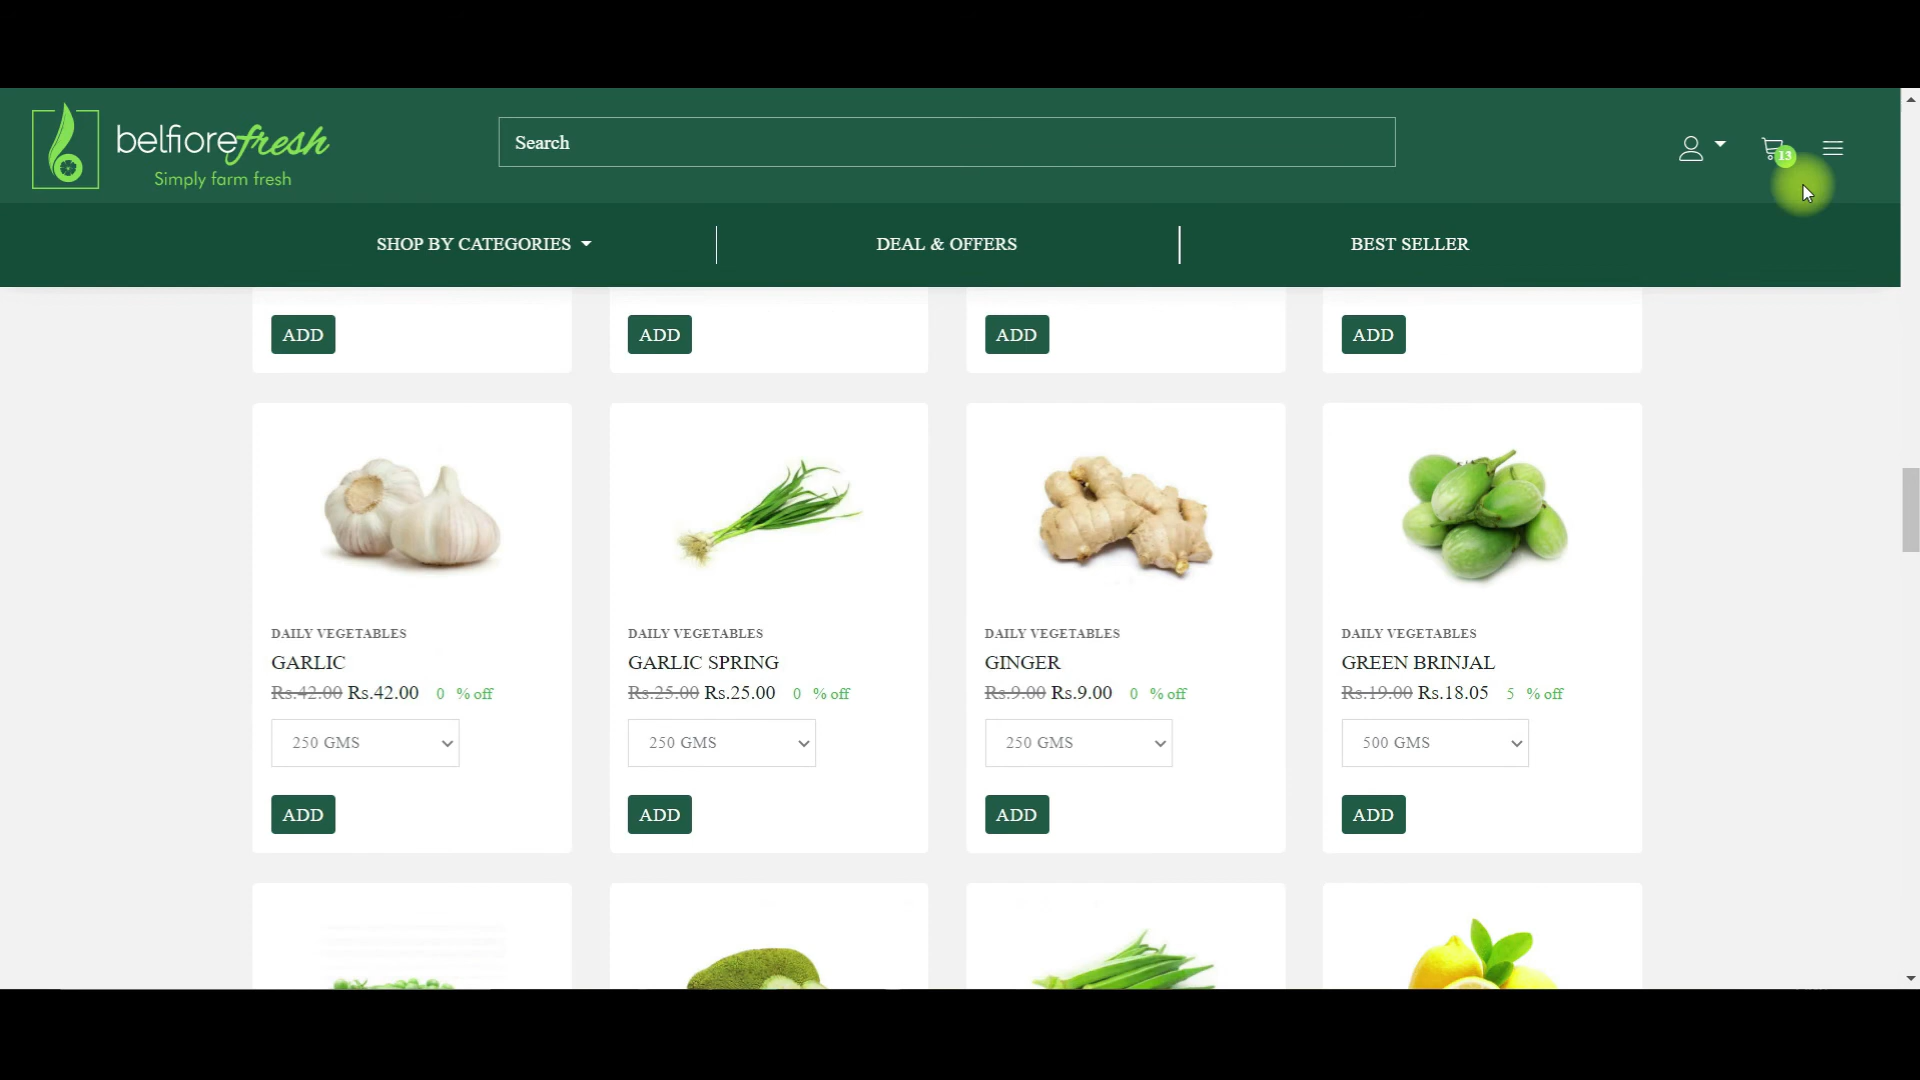 belfiorefresh
Simply farm fresh
Search
13
SHOP BY CATEGORIES
DEAL & OFFERS
BEST SELLER
ADD
ADD
ADD
ADD
DAILY VEGETABLES
GARLIC
Rs.42.00 Rs.42.00 0 % off
250 GMS
ADD
DAILY VEGETABLES
GARLIC SPRING
Rs.25.00 Rs.25.00 0 % off
250 GMS
ADD
DAILY VEGETABLES
GINGER
Rs.9.00 Rs.9.00 0 % off
250 GMS
ADD
DAILY VEGETABLES
GREEN BRINJAL
Rs.19.00 Rs.18.05 5 % off
500 GMS
ADD